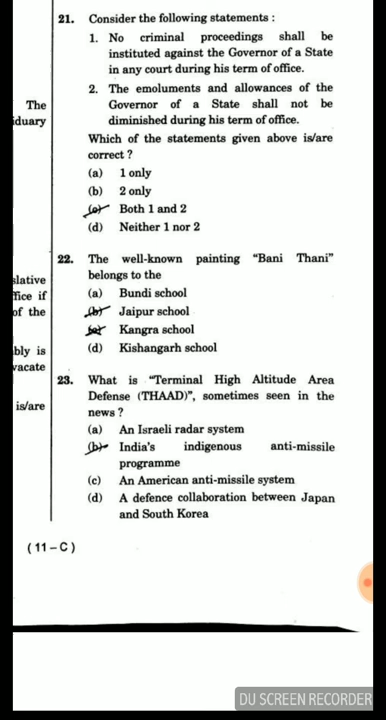 21. Consider the following statements :
1. No criminal proceedings shall be
instituted against the Governor of a State
in any court during his term of office.
2. The emoluments and allowances of the
Governor of a State shall not be
diminished during his term of office.
Which of the statements given above is/are
correct ?
(a) 1 only
(b) 2 only
(c) Both 1 and 2
(d) Neither 1 nor 2
22. The well-known painting “Bani Thani”
belongs to the
(a) Bundi school
(b) Jaipur school
(c) Kangra school
(d) Kishangarh school
23. What is “Terminal High Altitude Area
Defense (THAAD)”, sometimes seen in the
news ?
(a) An Israeli radar system
(b) India's indigenous anti-missile
programme
(c) An American anti-missile system
(d) A defence collaboration between Japan
and South Korea
The
iduary
slative
fice if
of the
bly is
vacate
is/are
( 11 – C )
DU SCREEN RECORDER